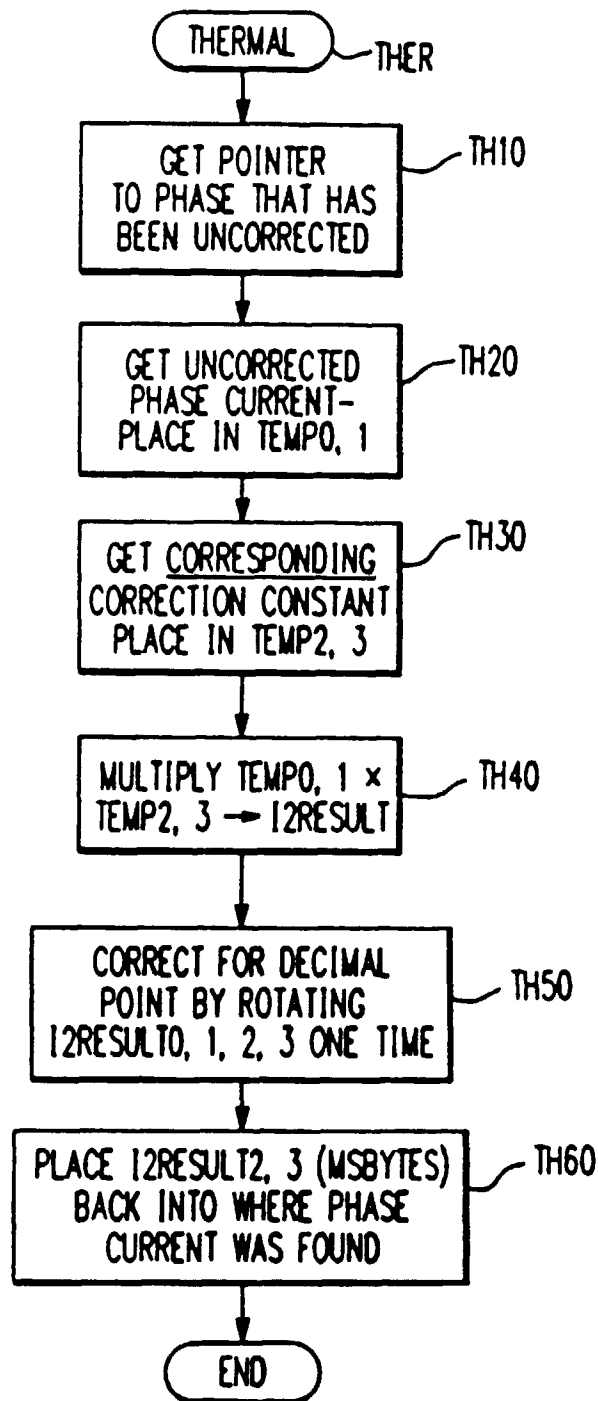 THERMAL
THER
GET POINTER
TO PHASE THAT HAS
BEEN UNCORRECTED
TH10
GET UNCORRECTED
PHASE CURRENT-
PLACE IN TEMP0, 1
TH20
GET CORRESPONDING
CORRECTION CONSTANT
PLACE IN TEMP2, 3
TH30
MULTIPLY TEMP0, 1 ×
TEMP2, 3 → I2RESULT
TH40
CORRECT FOR DECIMAL
POINT BY ROTATING
I2RESULT0, 1, 2, 3 ONE TIME
TH50
PLACE I2RESULT2, 3 (MSBYTES)
BACK INTO WHERE PHASE
CURRENT WAS FOUND
TH60
END